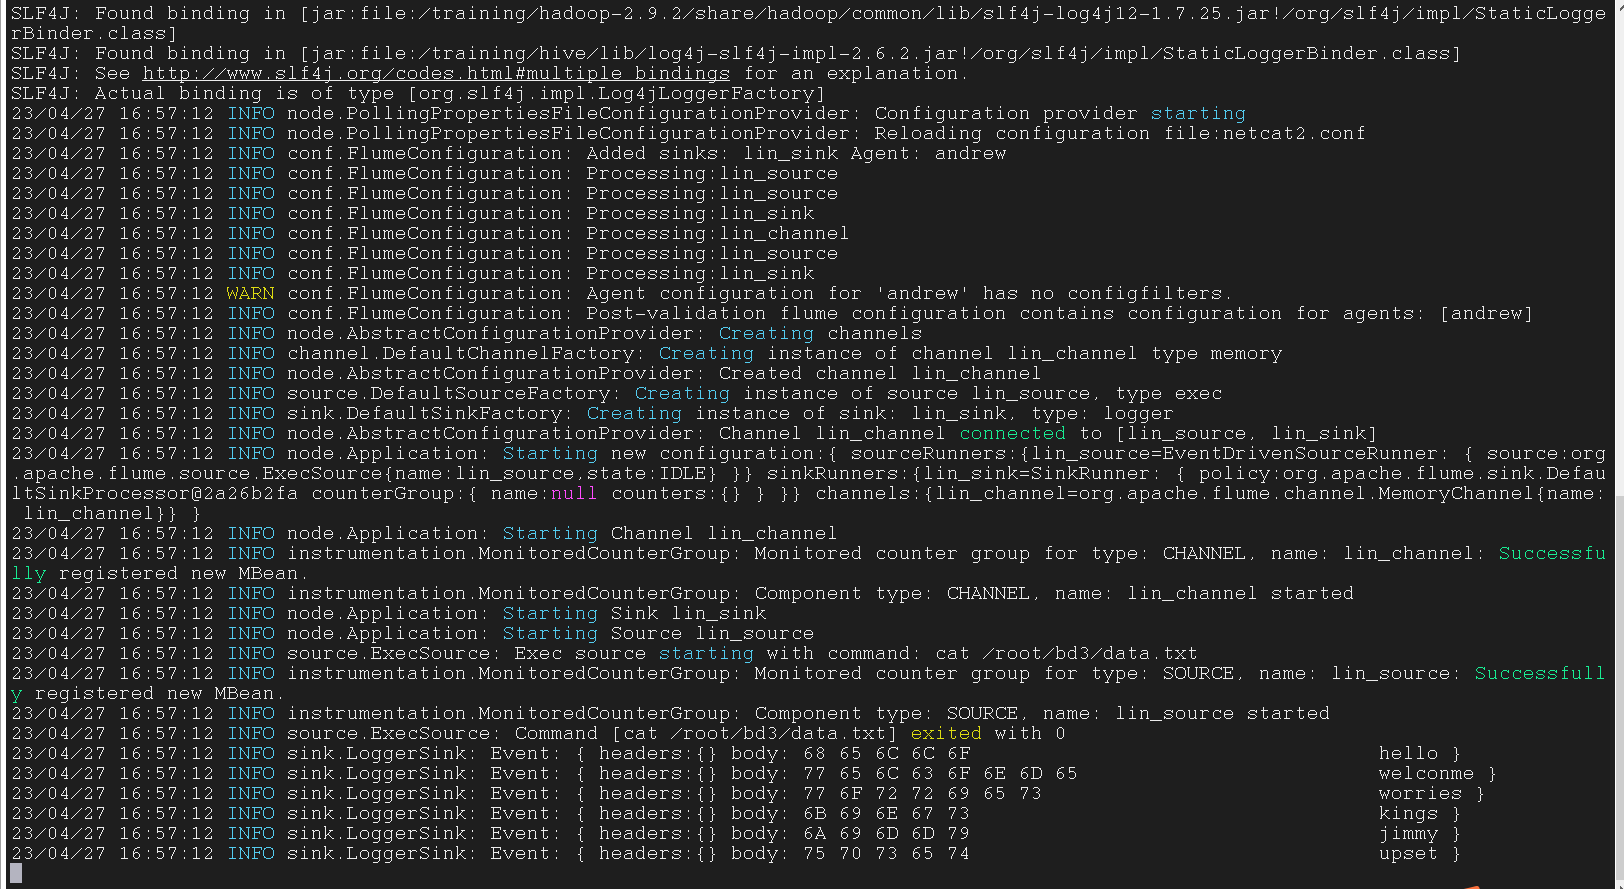 SLF4J: Found binding in [jar:file:/training/hadoop-2.9.2/share/hadoop/common/lib/slf4j-log4j12-1.7.25.jar!/org/slf4j/impl/StaticLogge
rBinder.class]
SLF4J: Found binding in [jar:file:/training/hive/lib/log4j-slf4j-impl-2.6.2.jar!/org/slf4j/impl/StaticLoggerBinder.class]
SLF4J: See http://www.slf4j.org/codes.html#multiple_bindings for an explanation.
SLF4J: Actual binding is of type [org.slf4j.impl.Log4jLoggerFactory]
23/04/27 16:57:12 INFO node.PollingPropertiesFileConfigurationProvider: Configuration provider starting
23/04/27 16:57:12 INFO node.PollingPropertiesFileConfigurationProvider: Reloading configuration file:netcat2.conf
23/04/27 16:57:12 INFO conf.FlumeConfiguration: Added sinks: lin_sink Agent: andrew
23/04/27 16:57:12 INFO conf.FlumeConfiguration: Processing:lin_source
23/04/27 16:57:12 INFO conf.FlumeConfiguration: Processing:lin_source
23/04/27 16:57:12 INFO conf.FlumeConfiguration: Processing:lin_sink
23/04/27 16:57:12 INFO conf.FlumeConfiguration: Processing:lin_channel
23/04/27 16:57:12 INFO conf.FlumeConfiguration: Processing:lin_source
23/04/27 16:57:12 INFO conf.FlumeConfiguration: Processing:lin_sink
23/04/27 16:57:12 WARN conf.FlumeConfiguration: Agent configuration for 'andrew' has no configfilters.
23/04/27 16:57:12 INFO conf.FlumeConfiguration: Post-validation flume configuration contains configuration for agents: [andrew]
23/04/27 16:57:12 INFO node.AbstractConfigurationProvider: Creating channels
23/04/27 16:57:12 INFO channel.DefaultChannelFactory: Creating instance of channel lin_channel type memory
23/04/27 16:57:12 INFO node.AbstractConfigurationProvider: Created channel lin_channel
23/04/27 16:57:12 INFO source.DefaultSourceFactory: Creating instance of source lin_source, type exec
23/04/27 16:57:12 INFO sink.DefaultSinkFactory: Creating instance of sink: lin_sink, type: logger
23/04/27 16:57:12 INFO node.AbstractConfigurationProvider: Channel lin_channel connected to [lin_source, lin_sink]
23/04/27 16:57:12 INFO node.Application: Starting new configuration:{ sourceRunners:{lin_source=EventDrivenSourceRunner: { source:org
.apache.flume.source.ExecSource{name:lin_source,state:IDLE} }} sinkRunners:{lin_sink=SinkRunner: { policy:org.apache.flume.sink.Defau
ltSinkProcessor@2a26b2fa counterGroup:{ name:null counters:{} } }} channels:{lin_channel=org.apache.flume.channel.MemoryChannel{name:
 lin_channel}} }
23/04/27 16:57:12 INFO node.Application: Starting Channel lin_channel
23/04/27 16:57:12 INFO instrumentation.MonitoredCounterGroup: Monitored counter group for type: CHANNEL, name: lin_channel: Successfu
lly registered new MBean.
23/04/27 16:57:12 INFO instrumentation.MonitoredCounterGroup: Component type: CHANNEL, name: lin_channel started
23/04/27 16:57:12 INFO node.Application: Starting Sink lin_sink
23/04/27 16:57:12 INFO node.Application: Starting Source lin_source
23/04/27 16:57:12 INFO source.ExecSource: Exec source starting with command: cat /root/bd3/data.txt
23/04/27 16:57:12 INFO instrumentation.MonitoredCounterGroup: Monitored counter group for type: SOURCE, name: lin_source: Successfull
y registered new MBean.
23/04/27 16:57:12 INFO instrumentation.MonitoredCounterGroup: Component type: SOURCE, name: lin_source started
23/04/27 16:57:12 INFO source.ExecSource: Command [cat /root/bd3/data.txt] exited with 0
23/04/27 16:57:12 INFO sink.LoggerSink: Event: { headers:{} body: 68 65 6C 6C 6F hello }
23/04/27 16:57:12 INFO sink.LoggerSink: Event: { headers:{} body: 77 65 6C 63 6F 6E 6D 65 welconme }
23/04/27 16:57:12 INFO sink.LoggerSink: Event: { headers:{} body: 77 6F 72 72 69 65 73 worries }
23/04/27 16:57:12 INFO sink.LoggerSink: Event: { headers:{} body: 6B 69 6E 67 73 kings }
23/04/27 16:57:12 INFO sink.LoggerSink: Event: { headers:{} body: 6A 69 6D 6D 79 jimmy }
23/04/27 16:57:12 INFO sink.LoggerSink: Event: { headers:{} body: 75 70 73 65 74 upset }